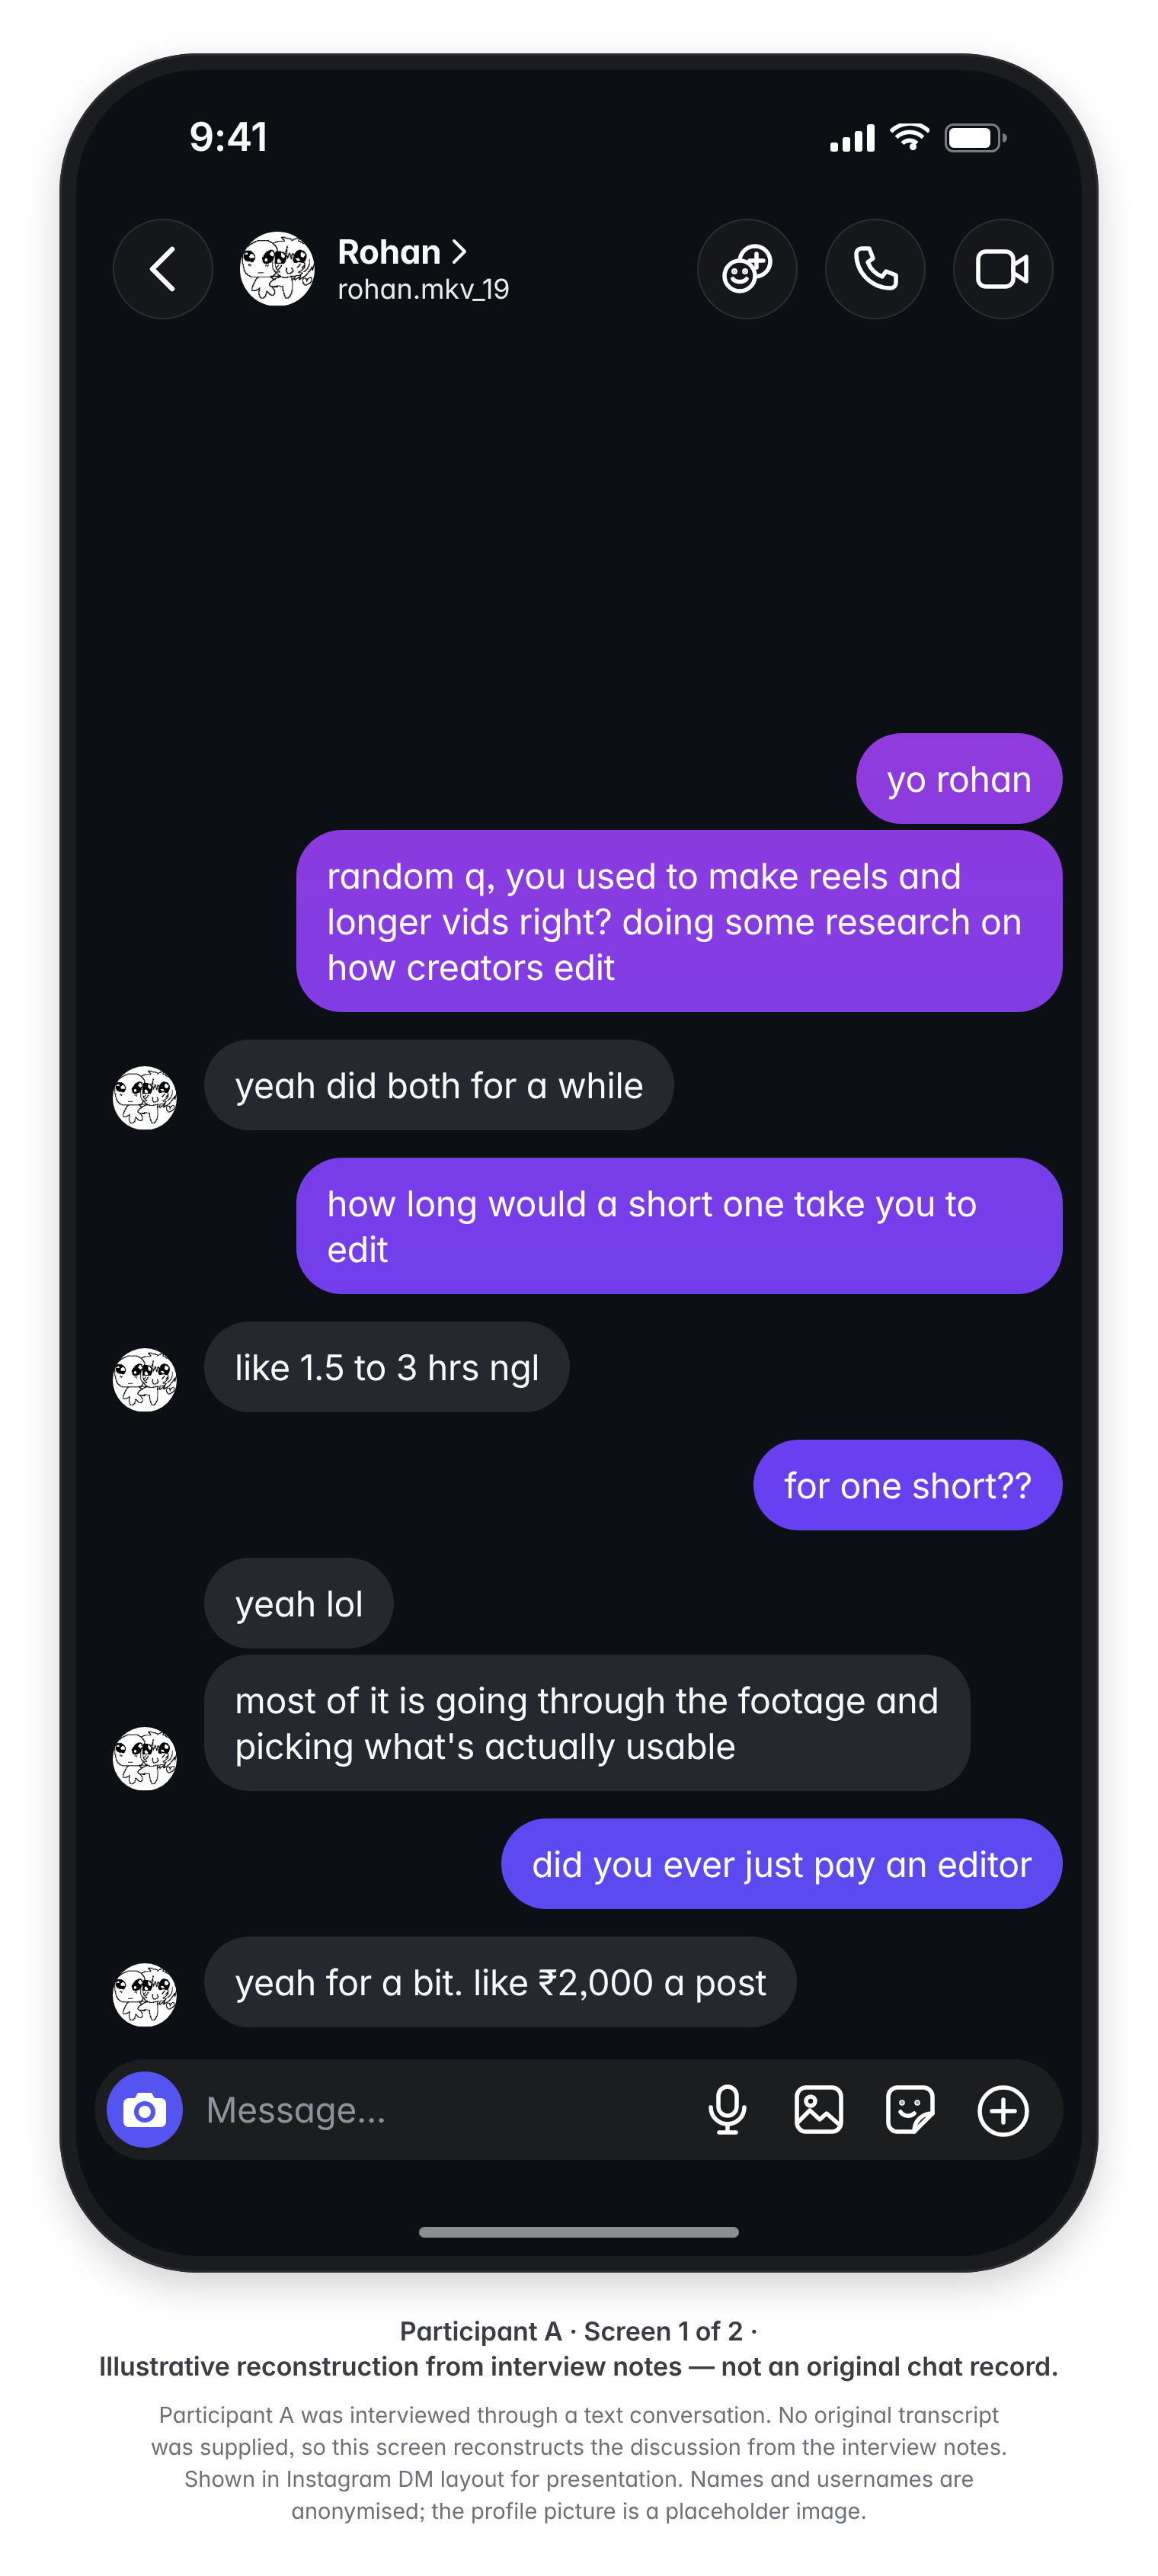 9:41
Rohan
rohan.mkv_19
yo rohan
random q, you used to make reels and
longer vids right? doing some research on
how creators edit
yeah did both for a while
how long would a short one take you to
edit
like 1.5 to 3 hrs ngl
for one short??
yeah lol
most of it is going through the footage and
picking what's actually usable
did you ever just pay an editor
yeah for a bit. like ₹2,000 a post
Message...
Participant A · Screen 1 of 2 ·
Illustrative reconstruction from interview notes — not an original chat record.
Participant A was interviewed through a text conversation. No original transcript
was supplied, so this screen reconstructs the discussion from the interview notes.
Shown in Instagram DM layout for presentation. Names and usernames are
anonymised; the profile picture is a placeholder image.